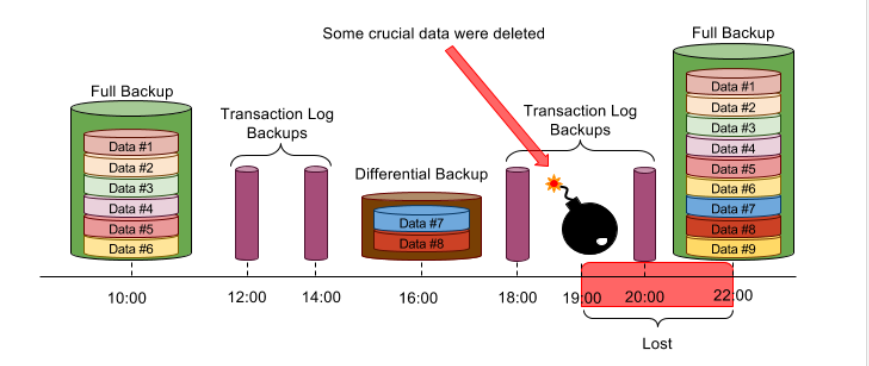 Some crucial data were deleted
Full Backup
Full Backup
Transaction Log
Backups
Transaction Log
Backups
Differential Backup
Data #1
Data #2
Data #3
Data #4
Data #5
Data #6
Data #7
Data #8
Data #1
Data #2
Data #3
Data #4
Data #5
Data #6
Data #7
Data #8
Data #9
10:00
12:00
14:00
16:00
18:00
19:00
20:00
22:00
Lost